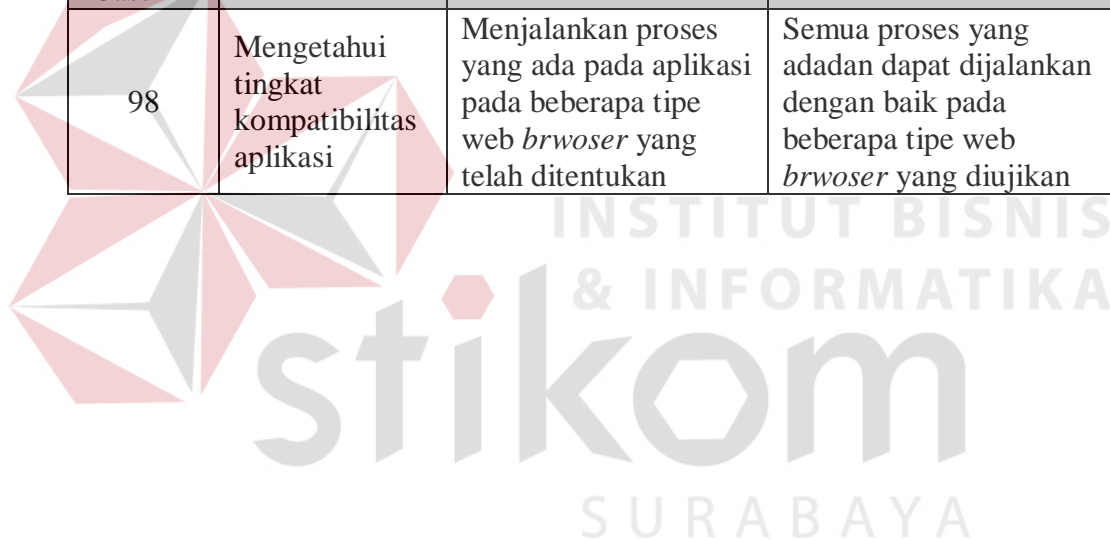 98
Mengetahui
tingkat
kompatibilitas
aplikasi
Menjalankan proses
yang ada pada aplikasi
pada beberapa tipe
web brwoser yang
telah ditentukan
Semua proses yang
adadan dapat dijalankan
dengan baik pada
beberapa tipe web
brwoser yang diujikan
INSTITUT BISNIS
& INFORMATIKA
stikom
SURABAYA